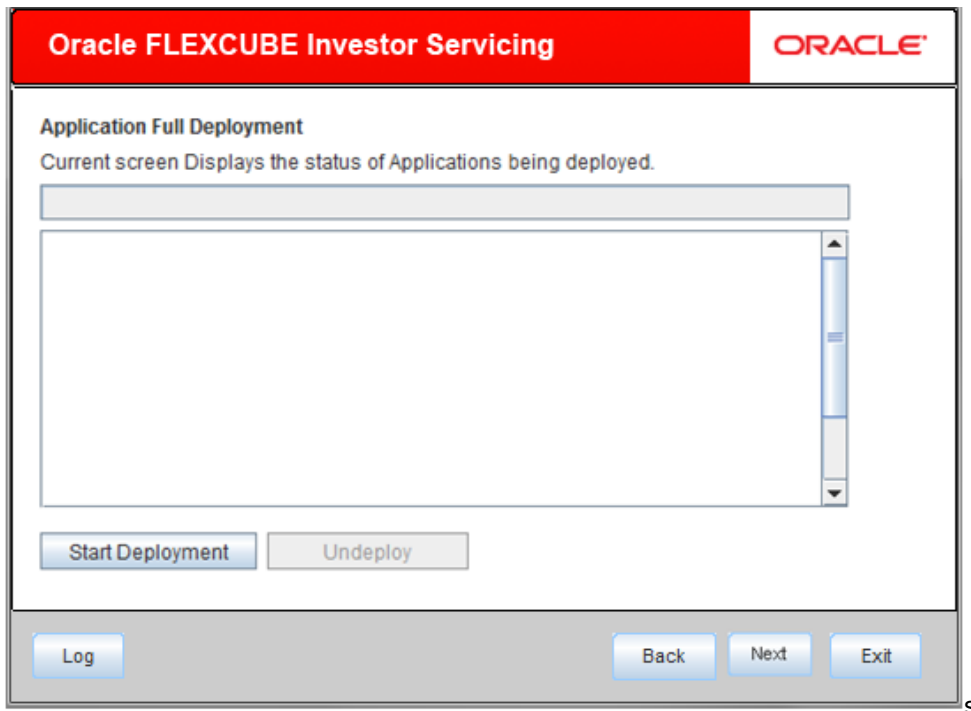 Oracle FLEXCUBE Investor Servicing
ORACLE
Application Full Deployment
Current screen Displays the status of Applications being deployed.
Start Deployment Undeploy
Log Back Next Exit